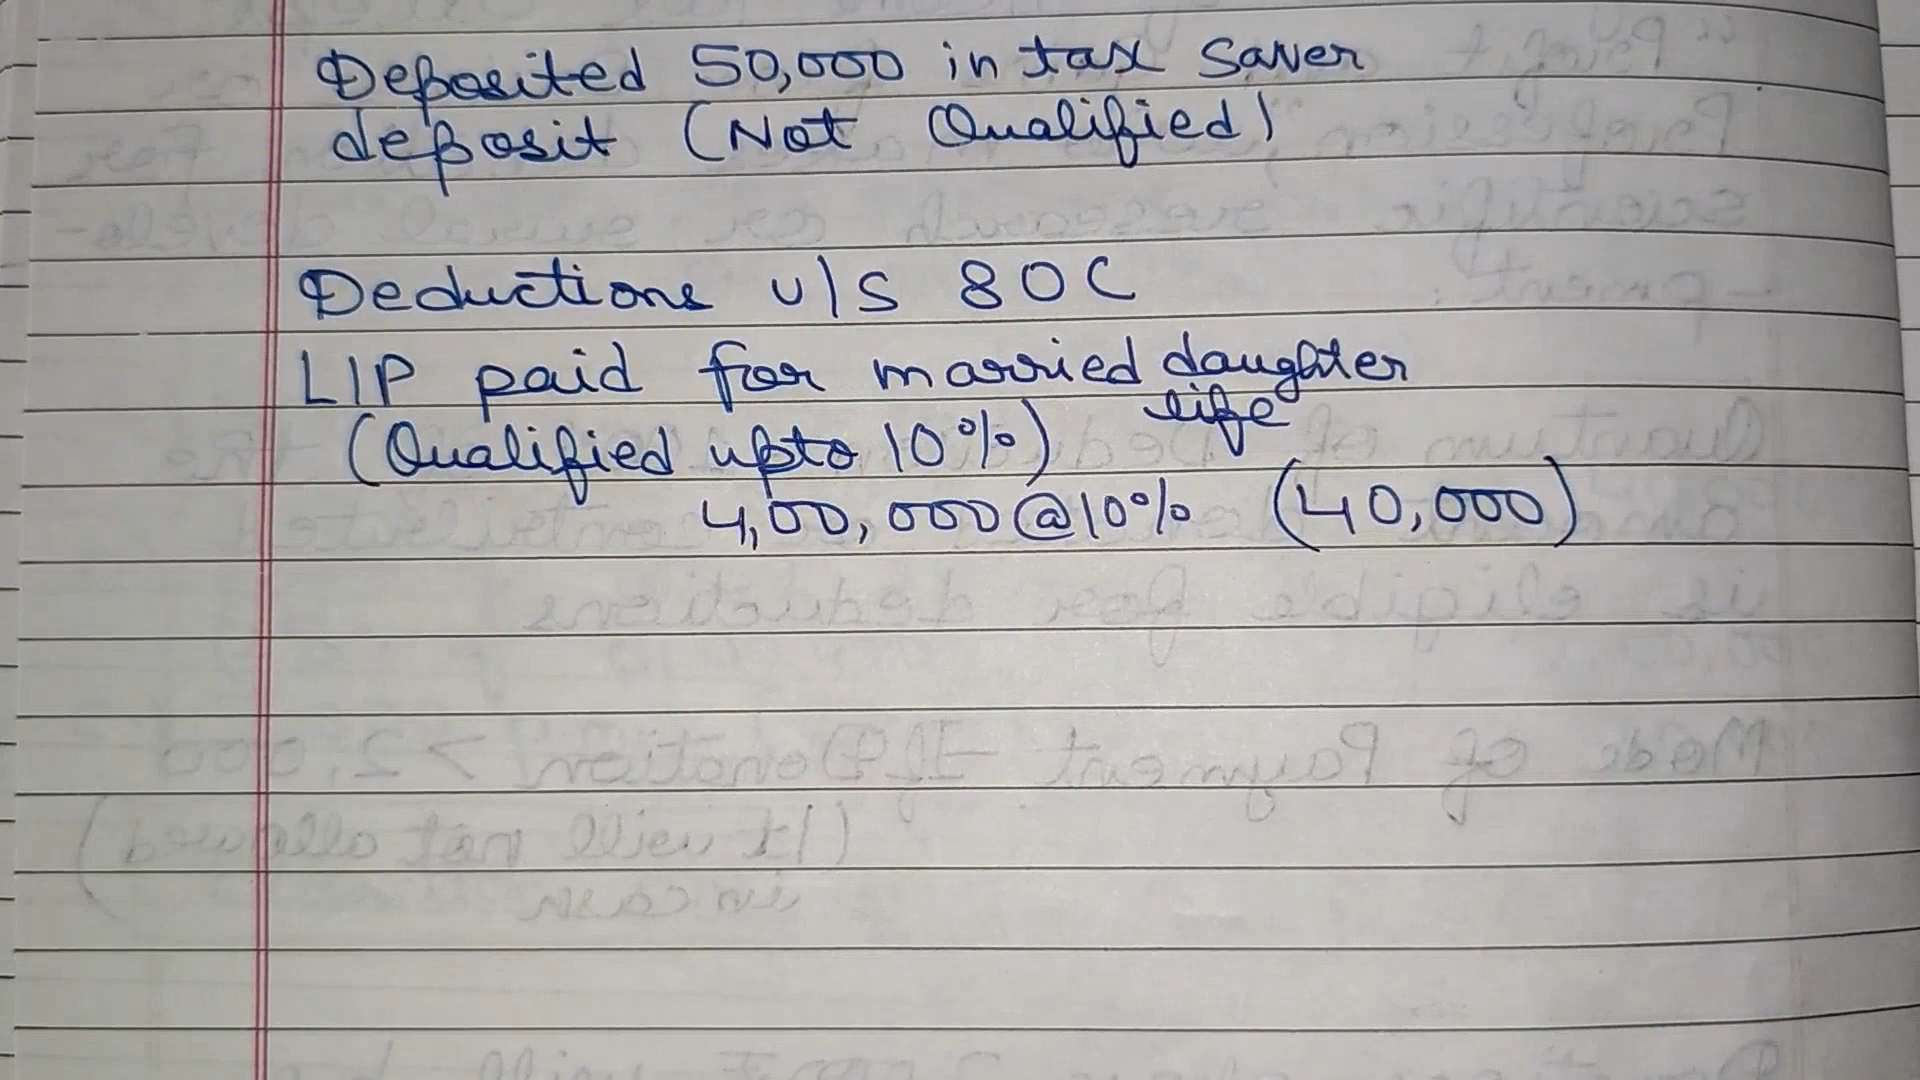 Deposited 50,000 in tax saver
deposit (Not Qualified)
Deductions u/s 80C
LIP paid for married daughter
life
(Qualified upto 10%)
4,00,000@10% (40,000)